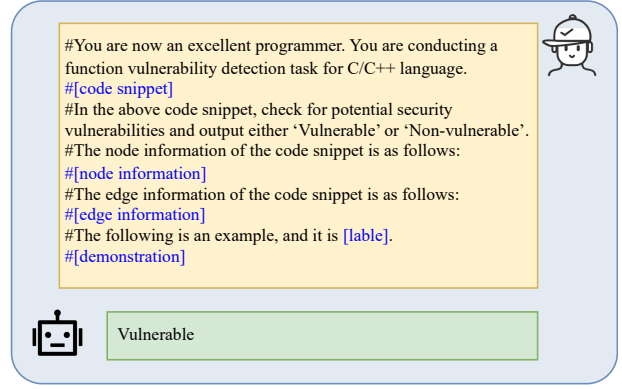 #You are now an excellent programmer. You are conducting a
function vulnerability detection task for C/C++ language.
#[code snippet]
#In the above code snippet, check for potential security
vulnerabilities and output either ‘Vulnerable’ or ‘Non-vulnerable’.
#The node information of the code snippet is as follows:
#[node information]
#The edge information of the code snippet is as follows:
#[edge information]
#The following is an example, and it is [lable].
#[demonstration]
Vulnerable